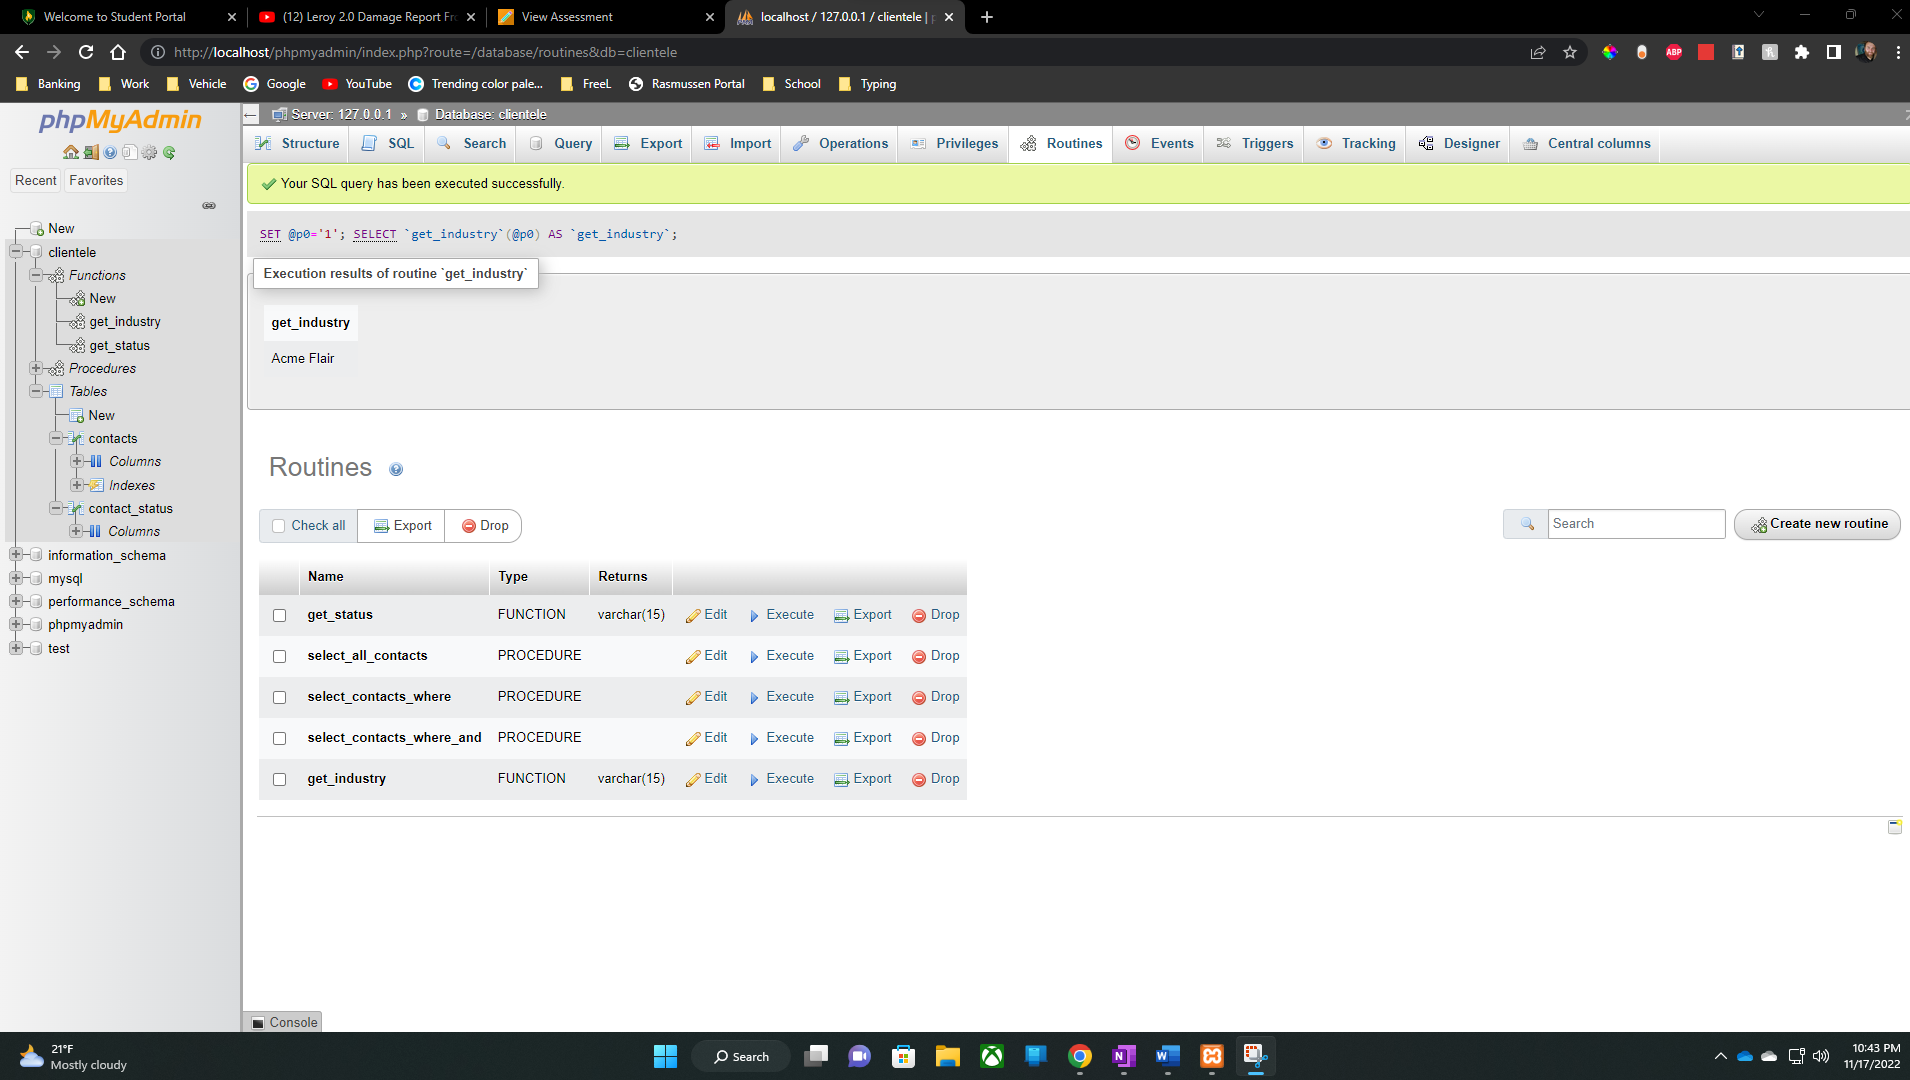 Welcome to Student Portal
(12) Leroy 2.0 Damage Report Fro
View Assessment
localhost / 127.0.0.1 / clientele |
http://localhost/phpmyadmin/index.php?route=/database/routines&db=clientele
ABP
Banking
Work
Vehicle
Google
YouTube
Trending color pale...
FreeL
Rasmussen Portal
School
Typing
phpMyAdmin
Recent
Favorites
New
clientele
Functions
New
get_industry
get_status
Procedures
Tables
New
contacts
Columns
Indexes
contact_status
Columns
information_schema
mysql
performance_schema
phpmyadmin
test
Server: 127.0.0.1 » Database: clientele
Structure
SQL
Search
Query
Export
Import
Operations
Privileges
Routines
Events
Triggers
Tracking
Designer
Central columns
Your SQL query has been executed successfully.
SET @p0='1'; SELECT `get_industry`(@p0) AS `get_industry`;
Execution results of routine `get_industry`
get_industry
Acme Flair
Routines
Check all
Export
Drop
Search
Create new routine
Name Type Returns
get_status FUNCTION varchar(15) Edit Execute Export Drop
select_all_contacts PROCEDURE Edit Execute Export Drop
select_contacts_where PROCEDURE Edit Execute Export Drop
select_contacts_where_and PROCEDURE Edit Execute Export Drop
get_industry FUNCTION varchar(15) Edit Execute Export Drop
Console
21°F
Mostly cloudy
Search
10:43 PM
11/17/2022